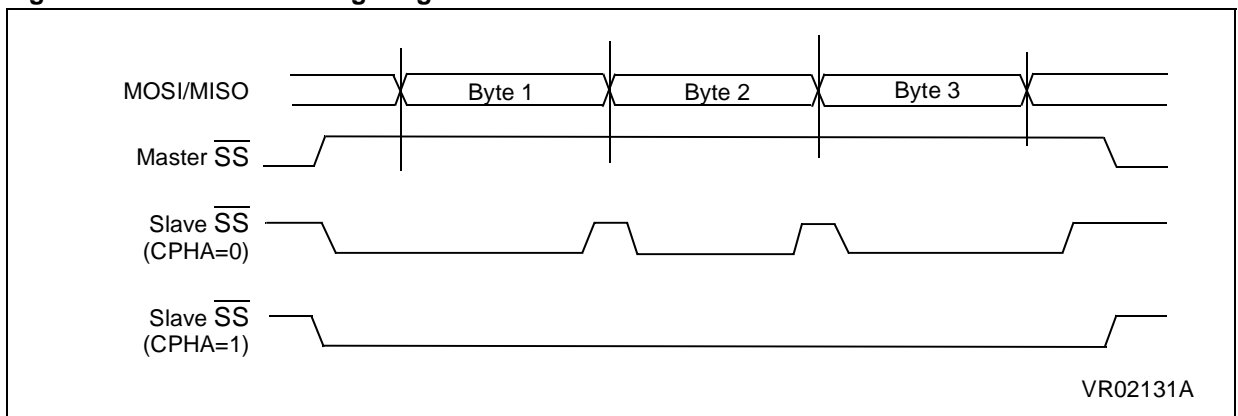 MOSI/MISO
Byte 1
Byte 2
Byte 3
Master SS
Slave SS
(CPHA=0)
Slave SS
(CPHA=1)
VR02131A